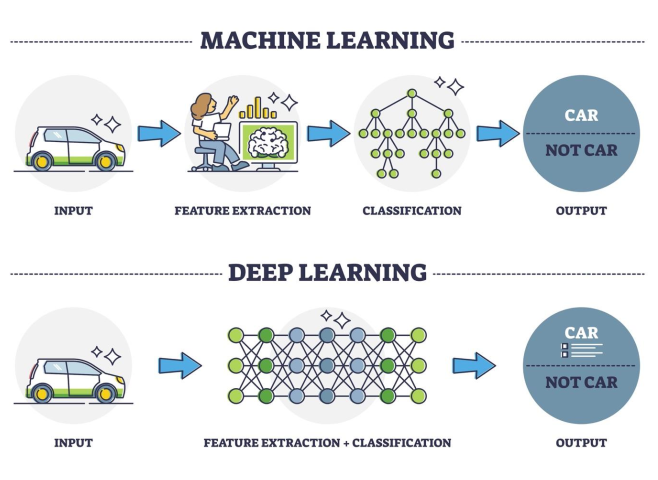 MACHINE LEARNING
CAR
NOT CAR
INPUT
FEATURE EXTRACTION
CLASSIFICATION
OUTPUT
DEEP LEARNING
CAR
NOT CAR
INPUT
FEATURE EXTRACTION + CLASSIFICATION
OUTPUT